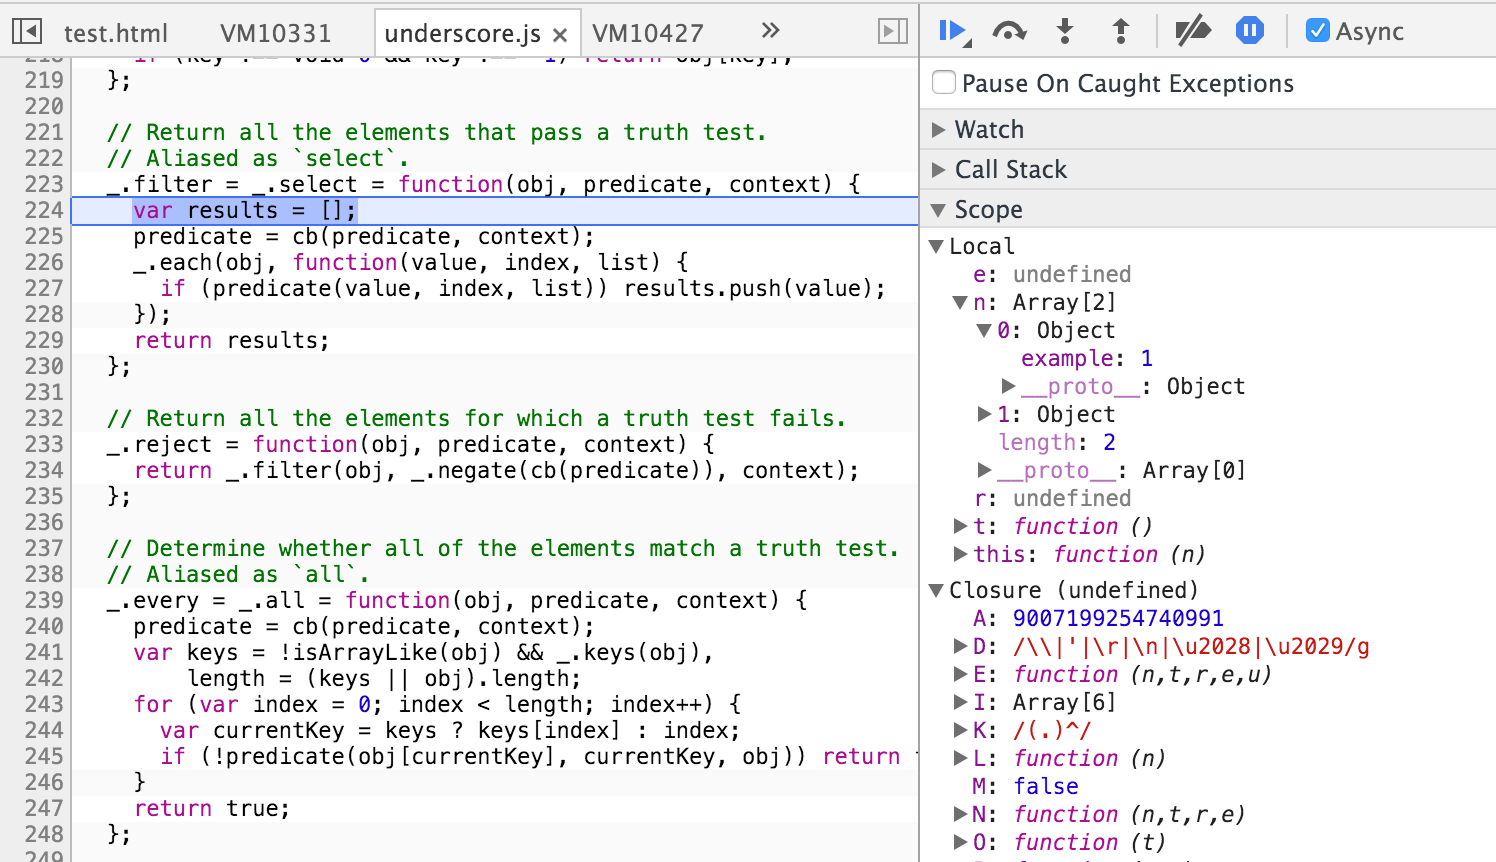 test.html VM10331 underscore.js × VM10427 »
219 };
220
221 // Return all the elements that pass a truth test.
222 // Aliased as `select`.
223 _.filter = _.select = function(obj, predicate, context) {
224 var results = [];
225 predicate = cb(predicate, context);
226 _.each(obj, function(value, index, list) {
227 if (predicate(value, index, list)) results.push(value);
228 });
229 return results;
230 };
231
232 // Return all the elements for which a truth test fails.
233 _.reject = function(obj, predicate, context) {
234 return _.filter(obj, _.negate(cb(predicate)), context);
235 };
236
237 // Determine whether all of the elements match a truth test.
238 // Aliased as `all`.
239 _.every = _.all = function(obj, predicate, context) {
240 predicate = cb(predicate, context);
241 var keys = !isArrayLike(obj) && _.keys(obj),
242 length = (keys || obj).length;
243 for (var index = 0; index < length; index++) {
244 var currentKey = keys ? keys[index] : index;
245 if (!predicate(obj[currentKey], currentKey, obj)) return
246 }
247 return true;
248 };
249
Async
Pause On Caught Exceptions
Watch
Call Stack
Scope
Local
e: undefined
n: Array[2]
0: Object
example: 1
__proto__: Object
1: Object
length: 2
__proto__: Array[0]
r: undefined
t: function ()
this: function (n)
Closure (undefined)
A: 9007199254740991
D: /\\|'|\r|\n|\u2028|\u2029/g
E: function (n,t,r,e,u)
I: Array[6]
K: /(.)^/
L: function (n)
M: false
N: function (n,t,r,e)
O: function (t)